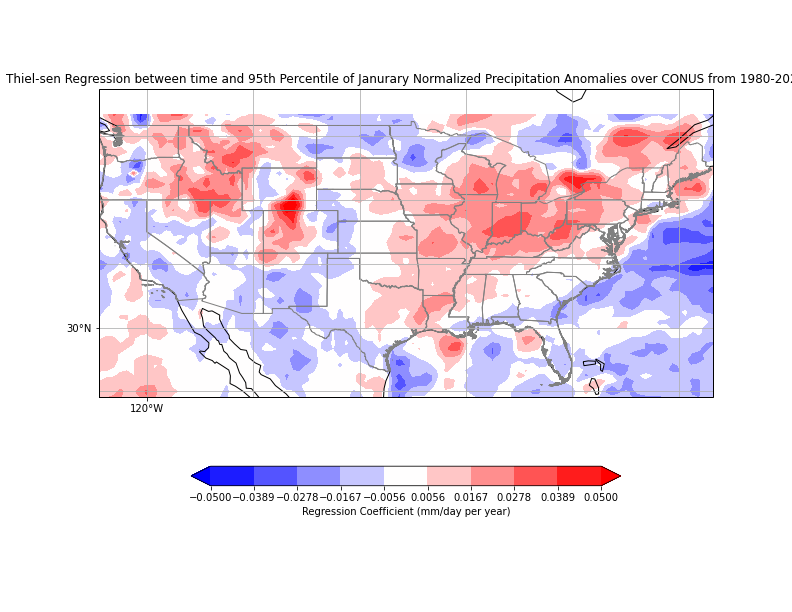 Thiel-sen Regression between time and 95th Percentile of Janurary Normalized Precipitation Anomalies over CONUS from 1980-202
30°N
120°W
−0.0500 −0.0389 −0.0278 −0.0167 −0.0056 0.0056 0.0167 0.0278 0.0389 0.0500
Regression Coefficient (mm/day per year)